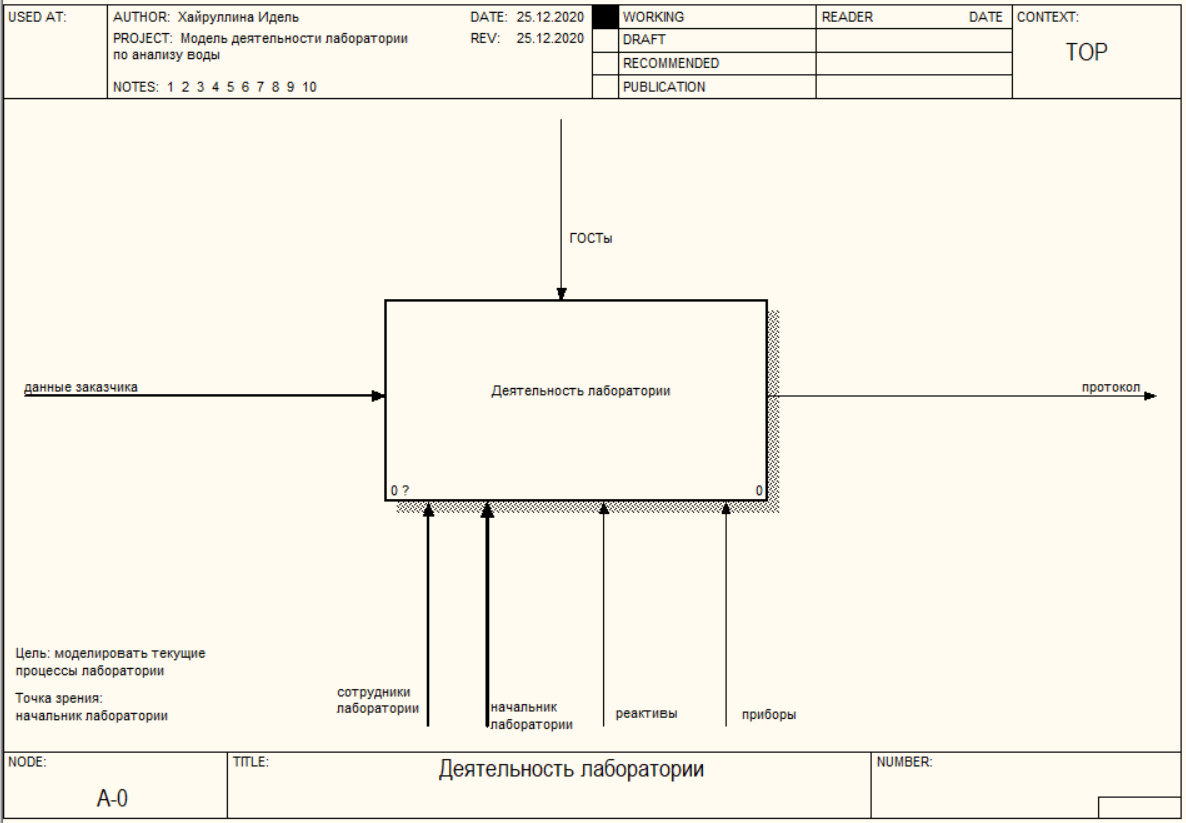 USED AT:
AUTHOR: Хайруллина Идель
DATE: 25.12.2020
PROJECT: Модель деятельности лаборатории
по анализу воды
REV: 25.12.2020
NOTES: 1 2 3 4 5 6 7 8 9 10
WORKING
DRAFT
RECOMMENDED
PUBLICATION
READER
DATE
CONTEXT:
TOP
ГОСТы
данные заказчика
Деятельность лаборатории
протокол
0 ?
0
Цель: моделировать текущие
процессы лаборатории
Точка зрения:
начальник лаборатории
сотрудники
лаборатории
начальник
лаборатории
реактивы
приборы
NODE:
A-0
TITLE:
Деятельность лаборатории
NUMBER: